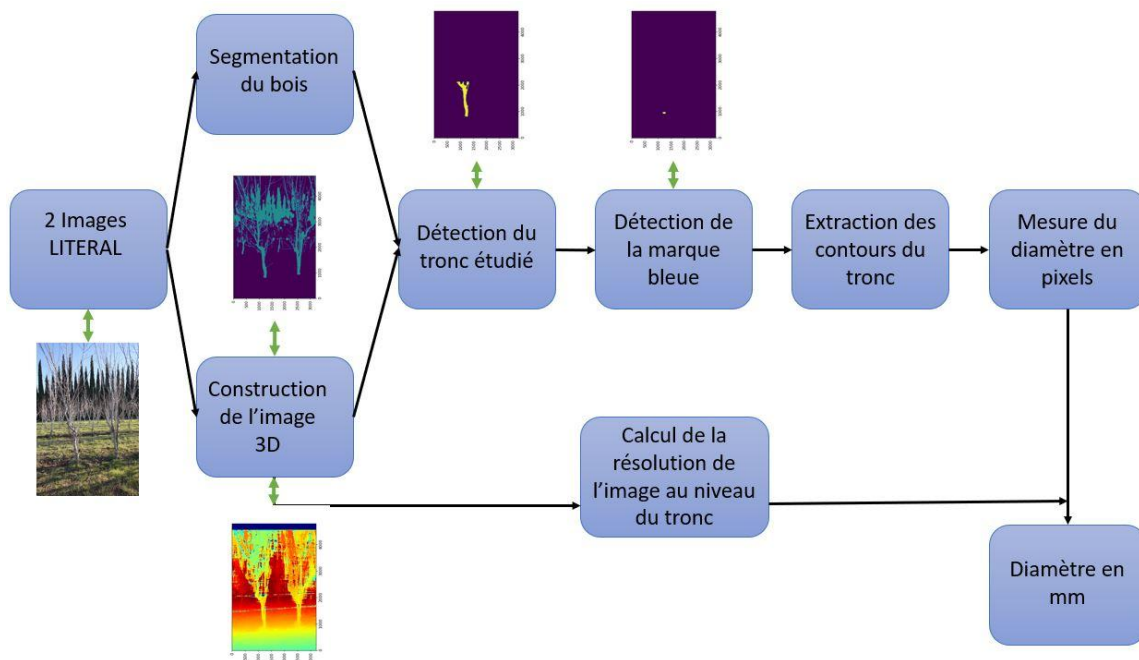 Segmentation
du bois
2 Images
LITERAL
Construction
de l'image
3D
Détection du
tronc étudié
Détection de
la marque
bleue
Extraction des
contours du
tronc
Mesure du
diamètre en
pixels
Calcul de la
résolution de
l'image au niveau
du tronc
Diamètre en
mm